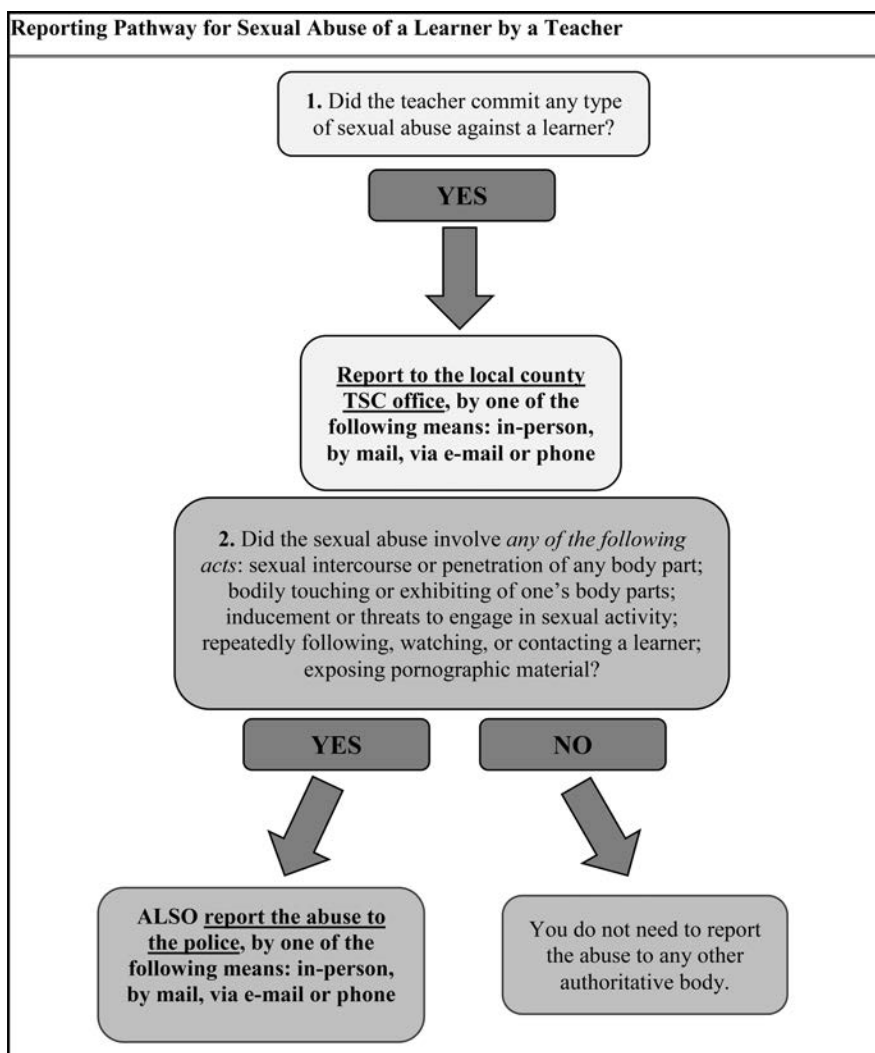 Reporting Pathway for Sexual Abuse of a Learner by a Teacher
1. Did the teacher commit any type
of sexual abuse against a learner?
YES
Report to the local county
TSC office, by one of the
following means: in-person,
by mail, via e-mail or phone
2. Did the sexual abuse involve any of the following
acts: sexual intercourse or penetration of any body part;
bodily touching or exhibiting of one's body parts;
inducement or threats to engage in sexual activity;
repeatedly following, watching, or contacting a learner;
exposing pornographic material?
YES
NO
ALSO report the abuse to
the police, by one of the
following means: in-person,
by mail, via e-mail or phone
You do not need to report
the abuse to any other
authoritative body.